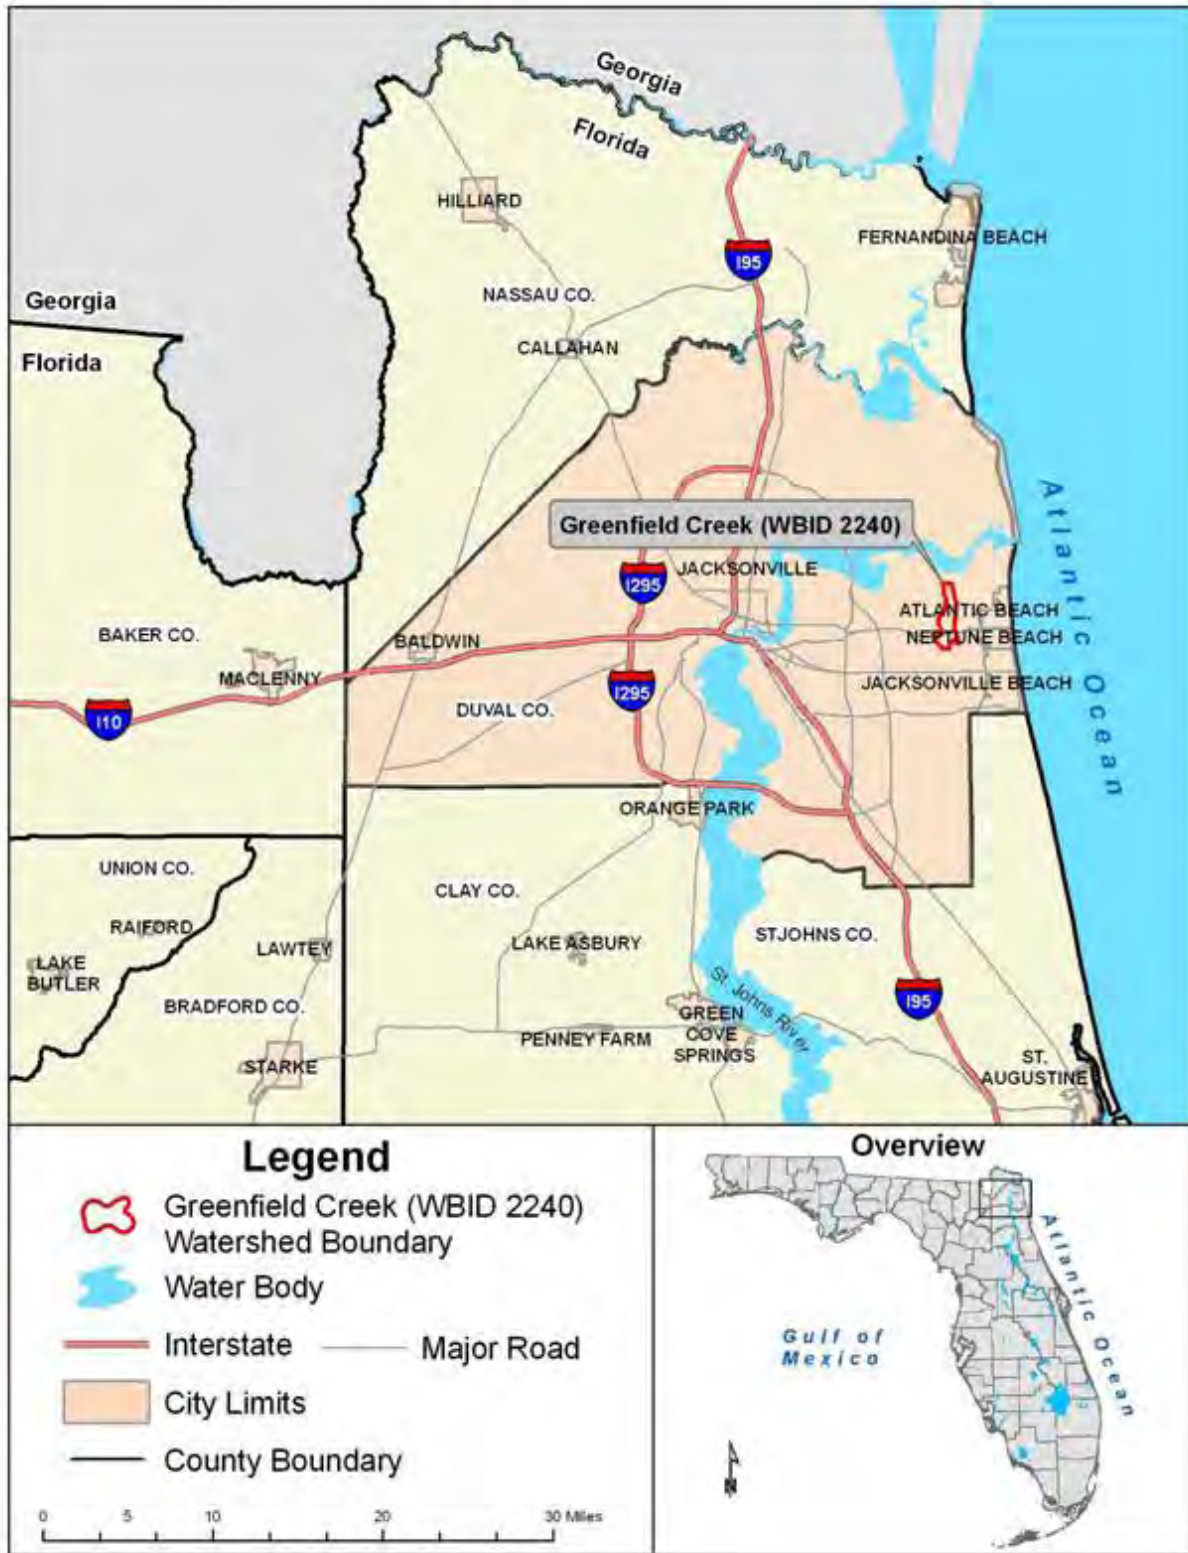 Georgia
Florida
HILLIARD
I95
FERNANDINA BEACH
NASSAU CO.
Georgia
CALLAHAN
Florida
Atlantic Ocean
Greenfield Creek (WBID 2240)
JACKSONVILLE
I295
ATLANTIC BEACH
BAKER CO.
BALDWIN
NEPTUNE BEACH
MACLENNY
JACKSONVILLE BEACH
I295
DUVAL CO.
I10
ORANGE PARK
UNION CO.
CLAY CO.
RAIFORD
STJOHNS CO.
LAWTEY
LAKE ASBURY
LAKE
BUTLER
BRADFORD CO.
St. Johns River
I95
GREEN
COVE
SPRINGS
PENNEY FARM
STARKE
ST.
AUGUSTINE
Legend
Greenfield Creek (WBID 2240)
Watershed Boundary
Water Body
Interstate
Major Road
City Limits
County Boundary
0 5 10 20 30 Miles
Overview
Atlantic Ocean
Gulf of
Mexico
N